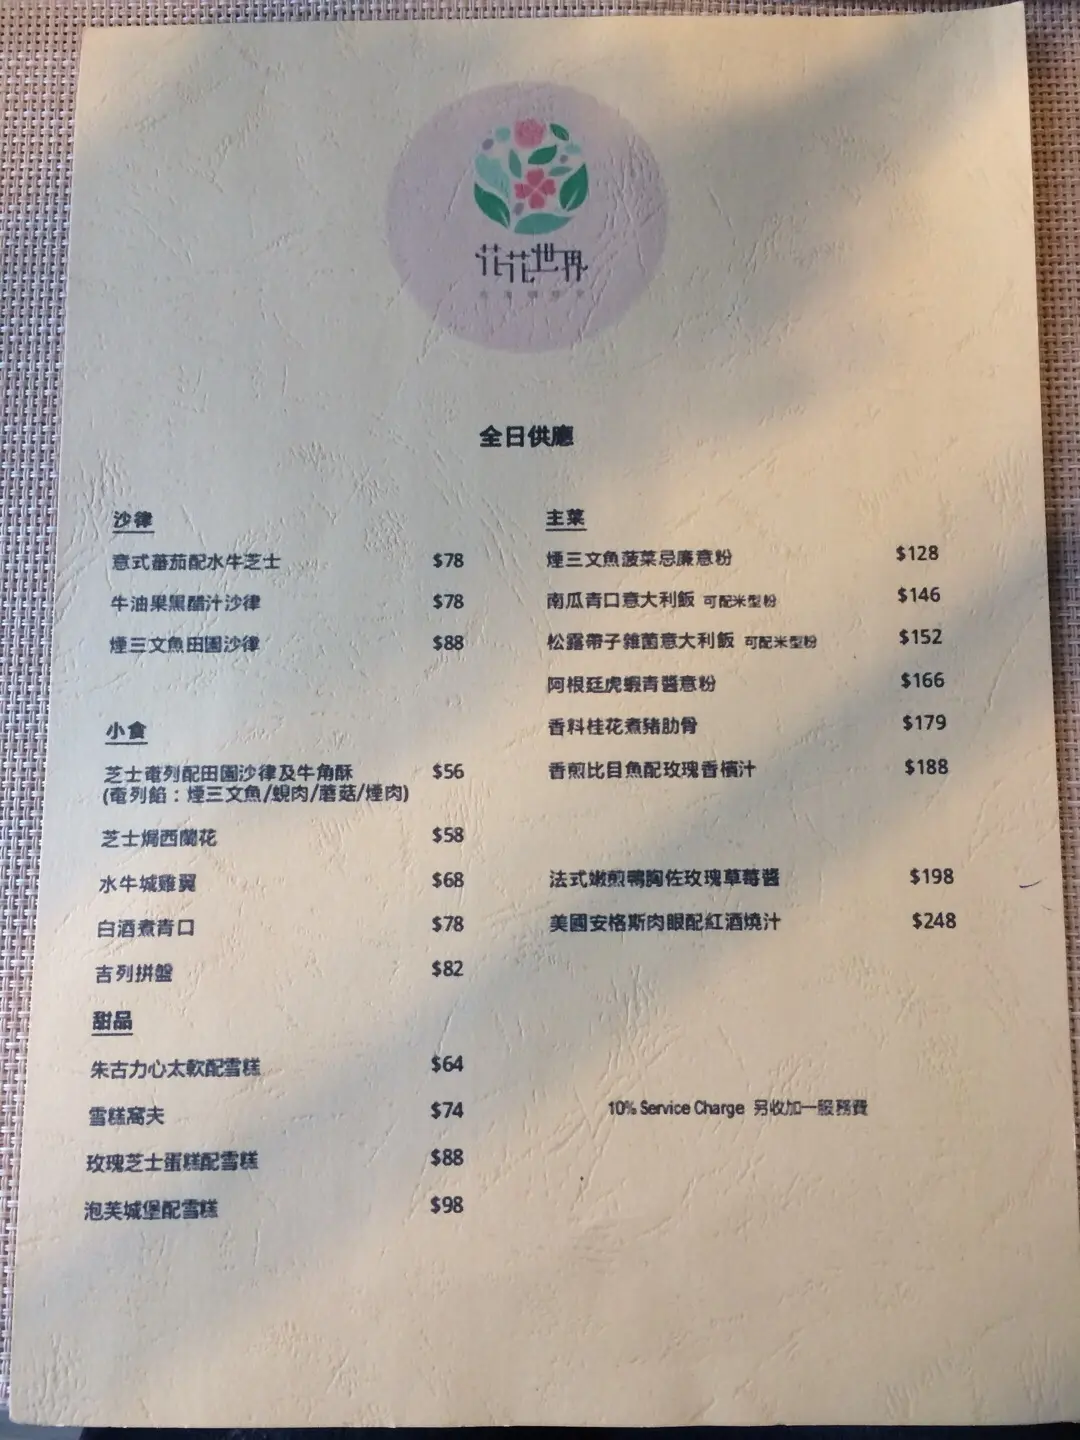 花花世界
全日供應
沙律
意式蕃茄配水牛芝士 $78
牛油果黑醋汁沙律 $78
煙三文魚田園沙律 $88
小食
芝士奄列配田園沙律及牛角酥 $56
(奄列餡：煙三文魚/蜆肉/蘑菇/煙肉)
芝士焗西蘭花 $58
水牛城雞翼 $68
白酒煮青口 $78
吉列拼盤 $82
甜品
朱古力心太軟配雪糕 $64
雪糕窩夫 $74
玫瑰芝士蛋糕配雪糕 $88
泡芙城堡配雪糕 $98
主菜
煙三文魚菠菜忌廉意粉 $128
南瓜青口意大利飯 可配米型粉 $146
松露帶子雜菌意大利飯 可配米型粉 $152
阿根廷虎蝦青醬意粉 $166
香料桂花煮豬肋骨 $179
香煎比目魚配玫瑰香檳汁 $188
法式嫩煎鴨胸佐玫瑰草莓醬 $198
美國安格斯肉眼配紅酒燒汁 $248
10% Service Charge 另收加一服務費